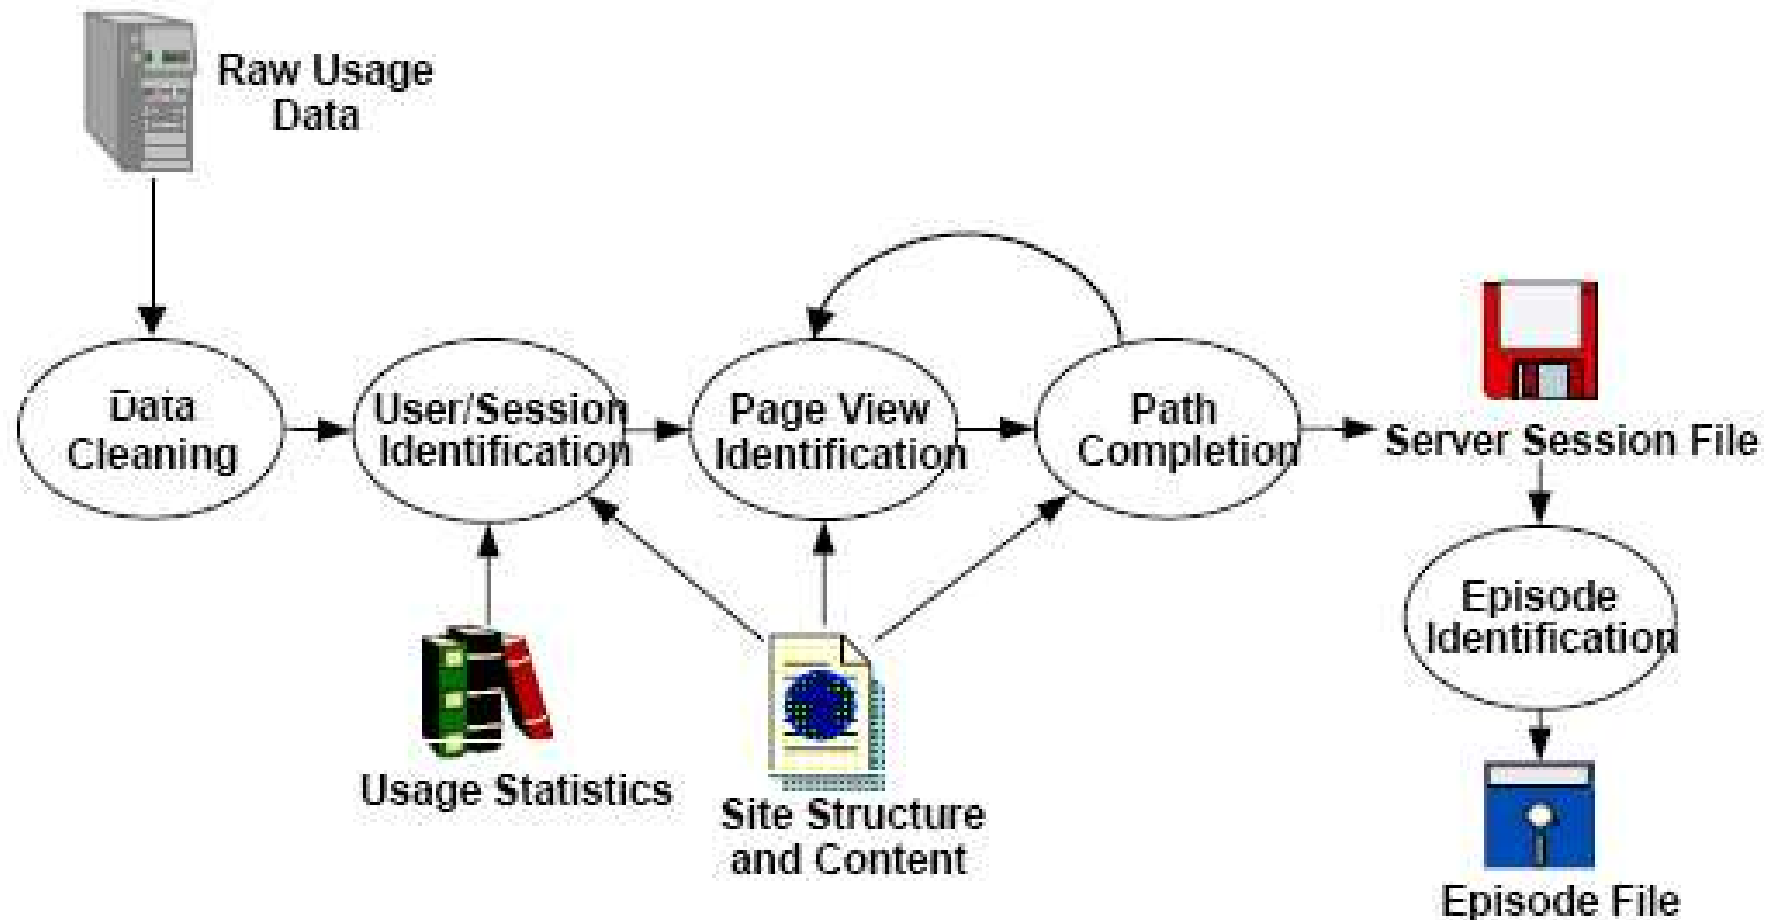 Raw Usage
Data
Data
Cleaning
User/Session
Identification
Page View
Identification
Path
Completion
Server Session File
Episode
Identification
Usage Statistics
Site Structure
and Content
Episode File